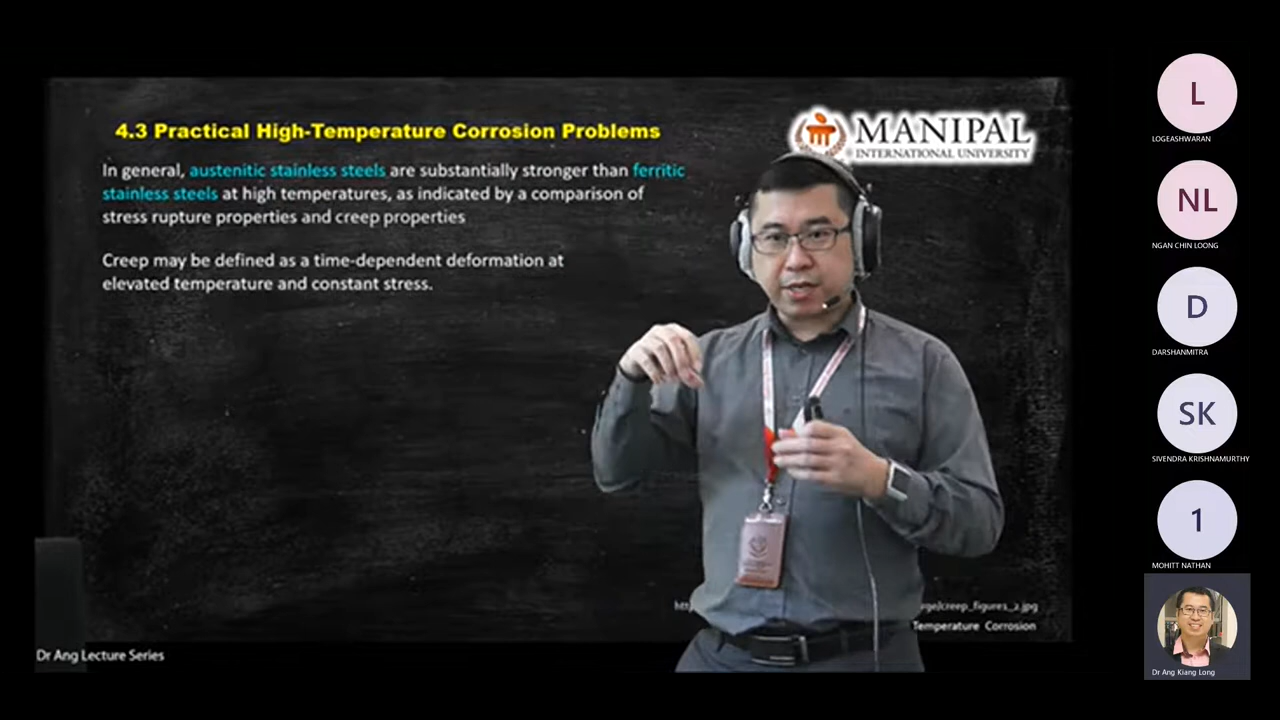 4.3 Practical High-Temperature Corrosion Problems
MANIPAL
INTERNATIONAL UNIVERSITY
In general, austenitic stainless steels are substantially stronger than ferritic
stainless steels at high temperatures, as indicated by a comparison of
stress rupture properties and creep properties
Creep may be defined as a time-dependent deformation at
elevated temperature and constant stress.
creep_figures_2.jpg
Temperature Corrosion
Dr Ang Lecture Series
L
LOGEASHWARAN
NL
NGAN CHIN LOONG
D
DARSHANMITRA
SK
SIVENDRA KRISHNAMURTHY
1
MOHITT NATHAN
Dr Ang Kiang Long